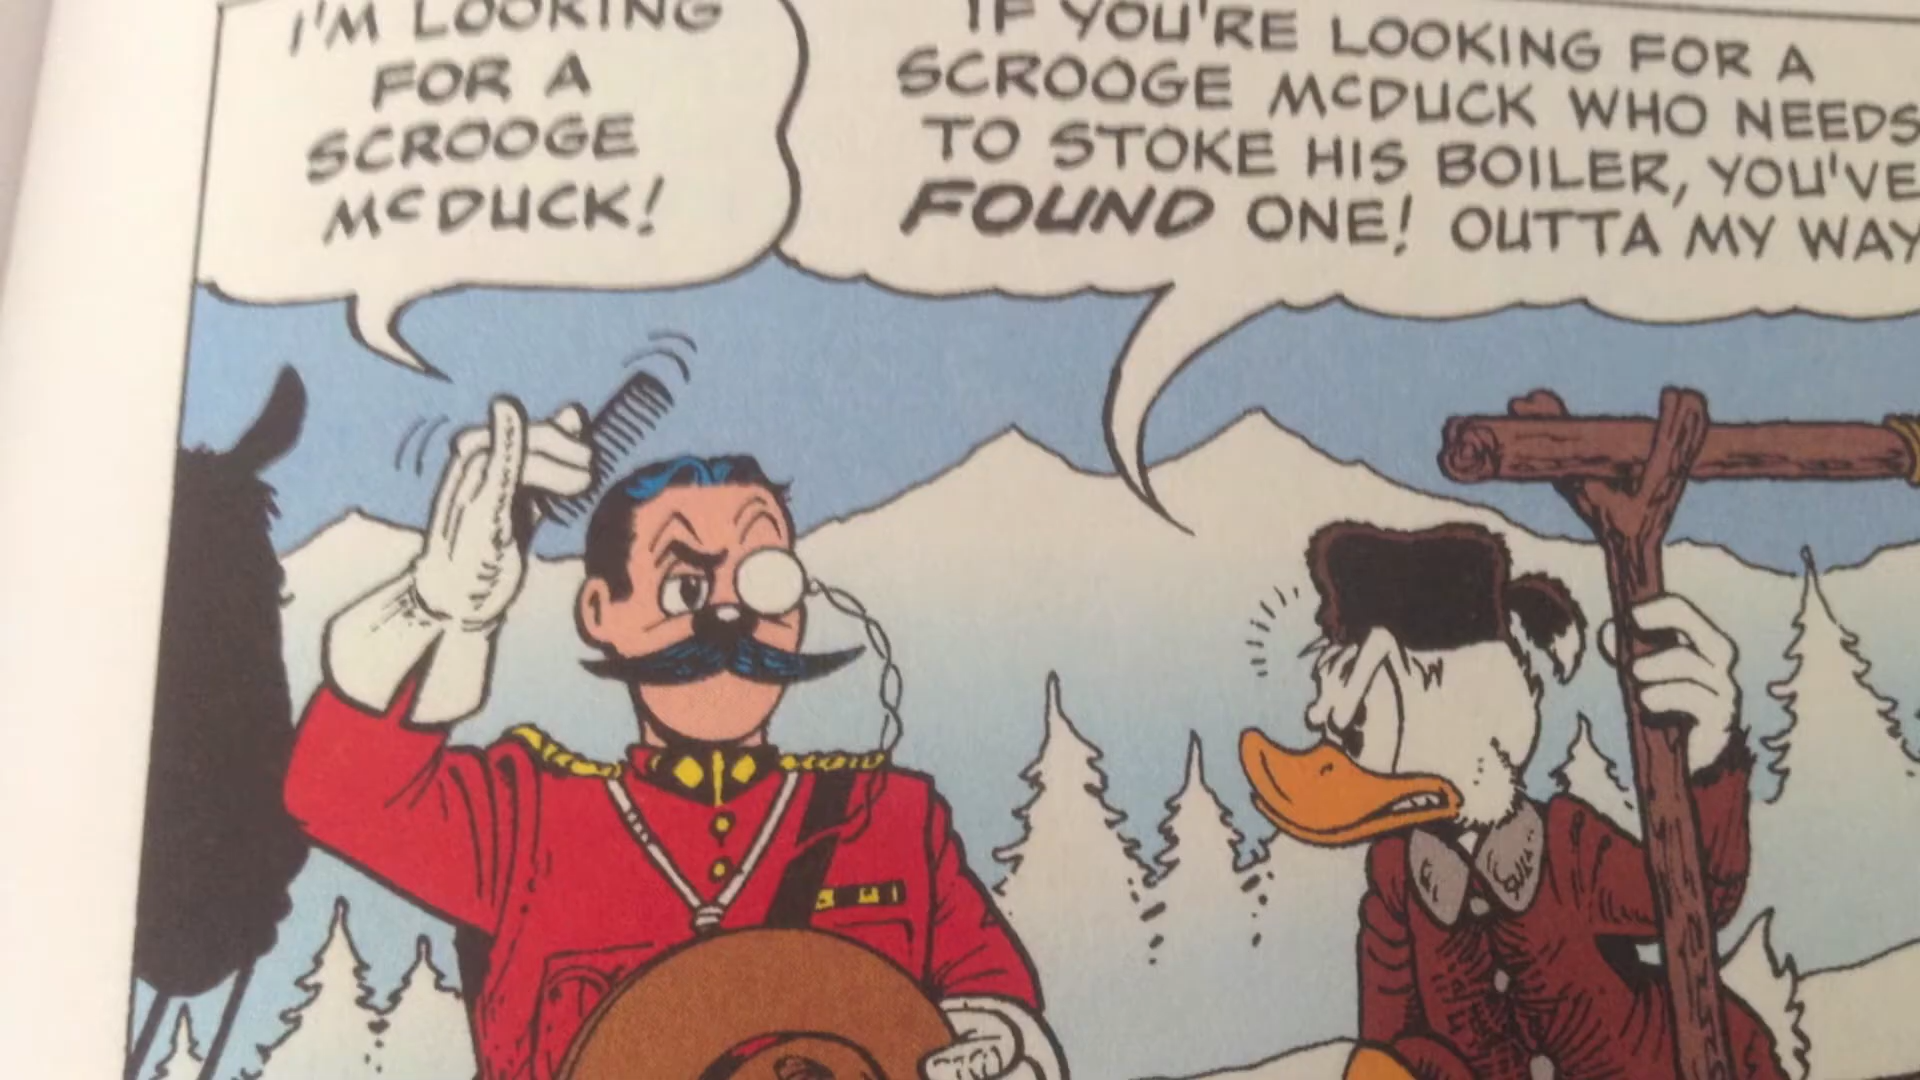 I'M LOOKING
FOR A
SCROOGE
McDUCK!
IF YOU'RE LOOKING FOR A
SCROOGE McDUCK WHO NEEDS
TO STOKE HIS BOILER, YOU'VE
FOUND ONE! OUTTA MY WAY